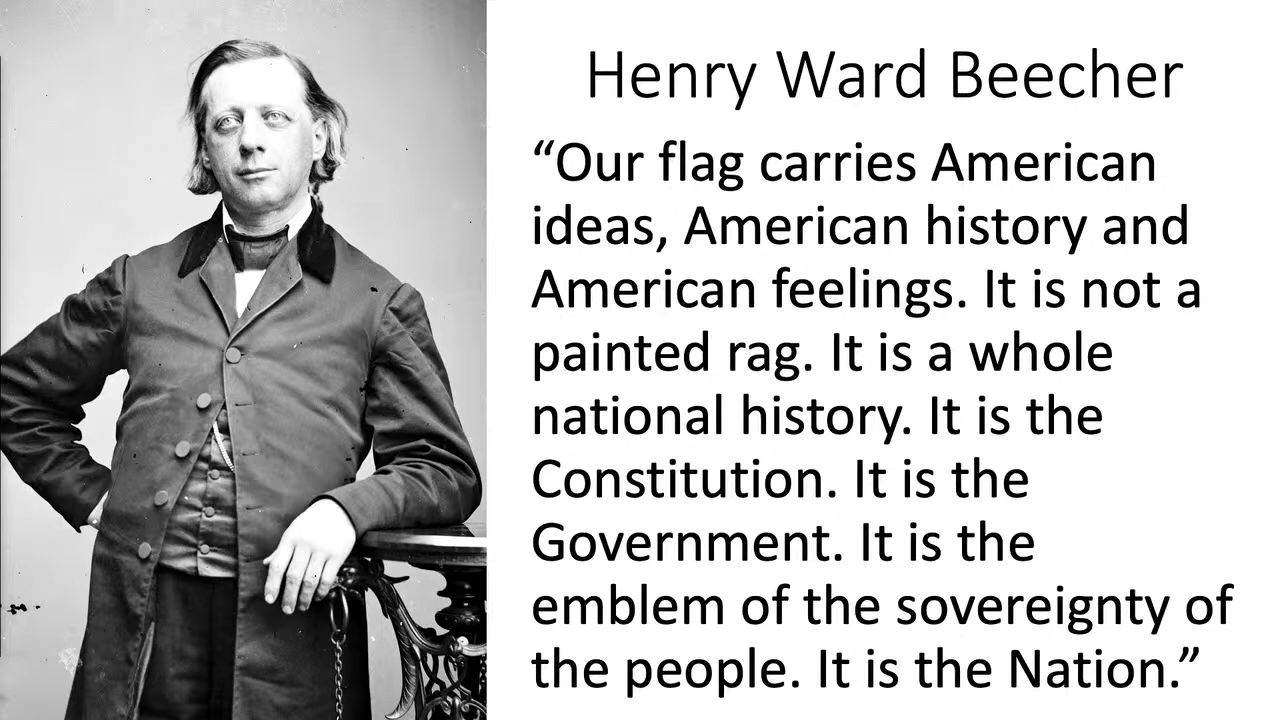 Henry Ward Beecher
“Our flag carries American
ideas, American history and
American feelings. It is not a
painted rag. It is a whole
national history. It is the
Constitution. It is the
Government. It is the
emblem of the sovereignty of
the people. It is the Nation.”